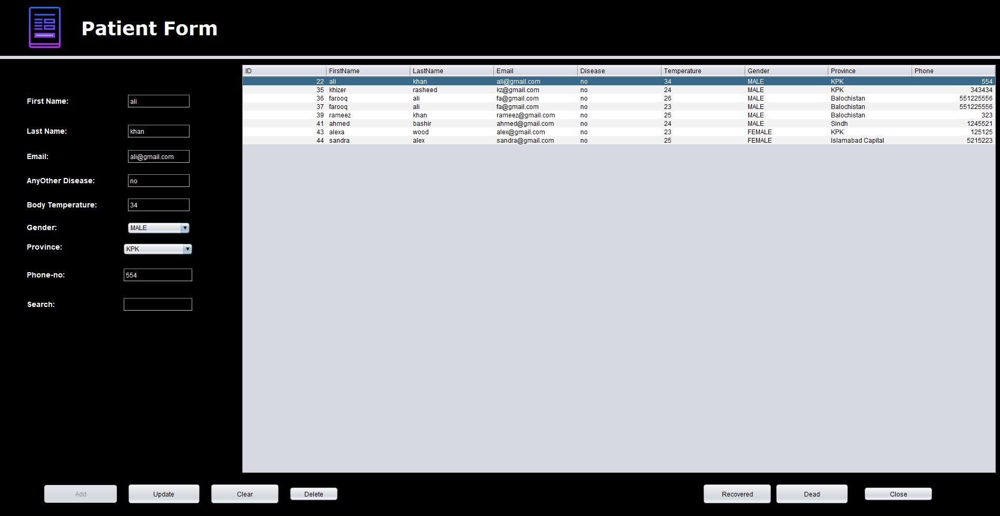 Patient Form
ID FirstName LastName Email Disease Temperature Gender Province Phone
22 ali khan ali@gmail.com no 34 MALE KPK 554
35 khizer rasheed kz@gmail.com no 24 MALE KPK 343434
36 farooq ali fa@gmail.com no 26 MALE Balochistan 551225556
37 farooq ali fa@gmail.com no 23 MALE Balochistan 551225556
39 rameez khan rameez@gmail.com no 25 MALE Balochistan 323
41 ahmed bashir ahmed@gmail.com no 24 MALE Sindh 1245521
43 alexa wood alex@gmail.com no 23 FEMALE KPK 125125
44 sandra alex sandra@gmail.com no 25 FEMALE Islamabad Capital 5215223
First Name: ali
Last Name: khan
Email: ali@gmail.com
AnyOther Disease: no
Body Temperature: 34
Gender: MALE
Province: KPK
Phone-no: 554
Search:
Add Update Clear Delete Recovered Dead Close